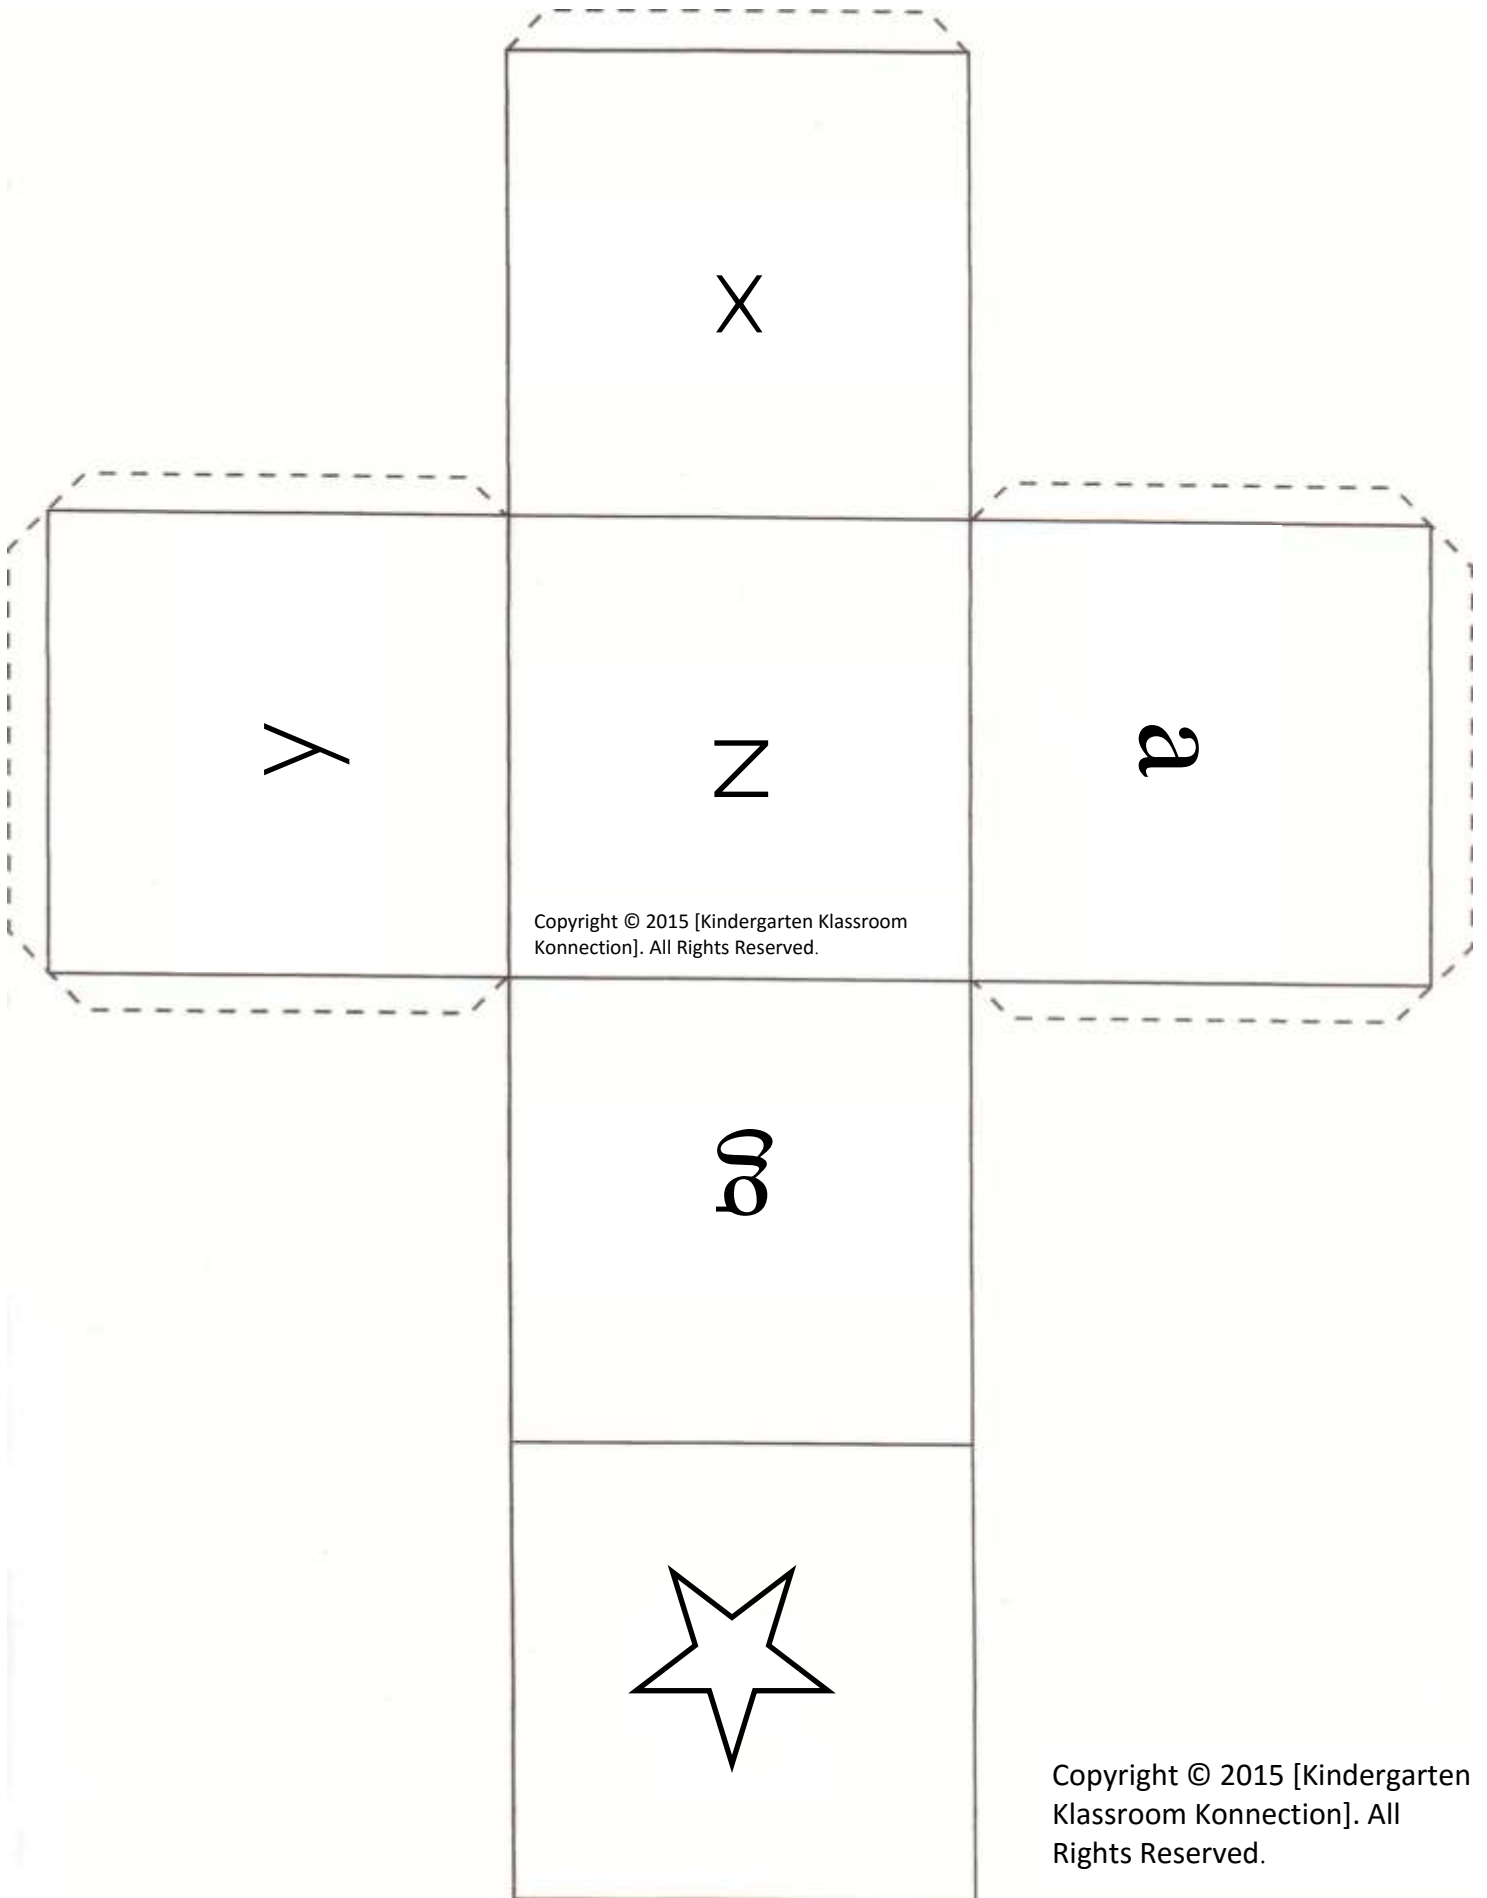 x
y
z
a
Copyright © 2015 [Kindergarten Klassroom
Konnection]. All Rights Reserved.
g
Copyright © 2015 [Kindergarten
Klassroom Konnection]. All
Rights Reserved.